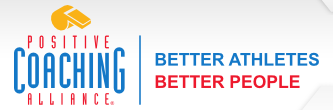 POSITIVE
COACHING
ALLIANCE®
BETTER ATHLETES
BETTER PEOPLE